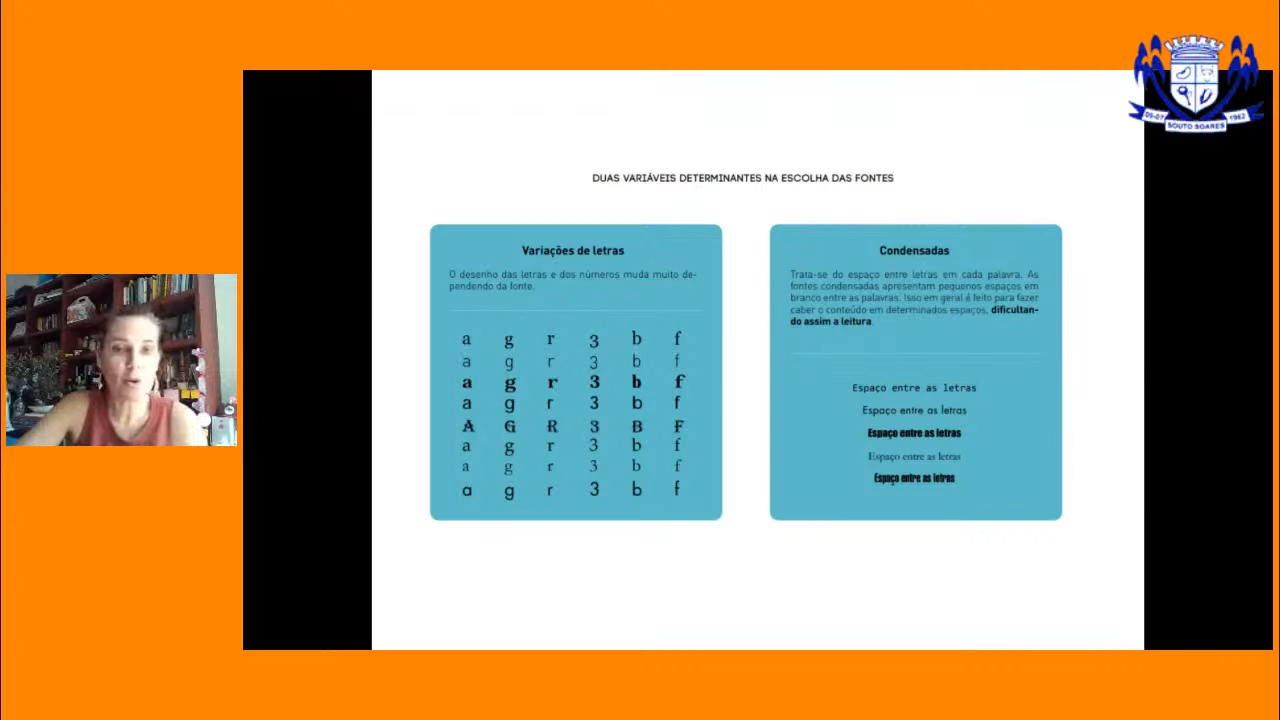 09-07 SOUTO SOARES 1962
DUAS VARIÁVEIS DETERMINANTES NA ESCOLHA DAS FONTES
Variações de letras
O desenho das letras e dos números muda muito de-
pendendo da fonte.
a g r 3 b f
a g r 3 b f
a g r 3 b f
a g r 3 b f
A G R 3 B F
a g r 3 b f
a g r 3 b f
a g r 3 b f
Condensadas
Trata-se do espaço entre letras em cada palavra. As
fontes condensadas apresentam pequenos espaços em
branco entre as palavras. Isso em geral é feito para fazer
caber o conteúdo em determinados espaços, dificultan-
do assim a leitura.
Espaço entre as letras
Espaço entre as letras
Espaço entre as letras
Espaço entre as letras
Espaço entre as letras